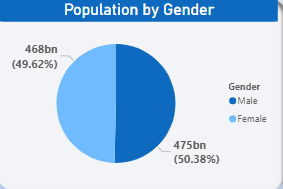 Population by Gender
468bn
(49.62%)
Gender
Male
Female
475bn
(50.38%)